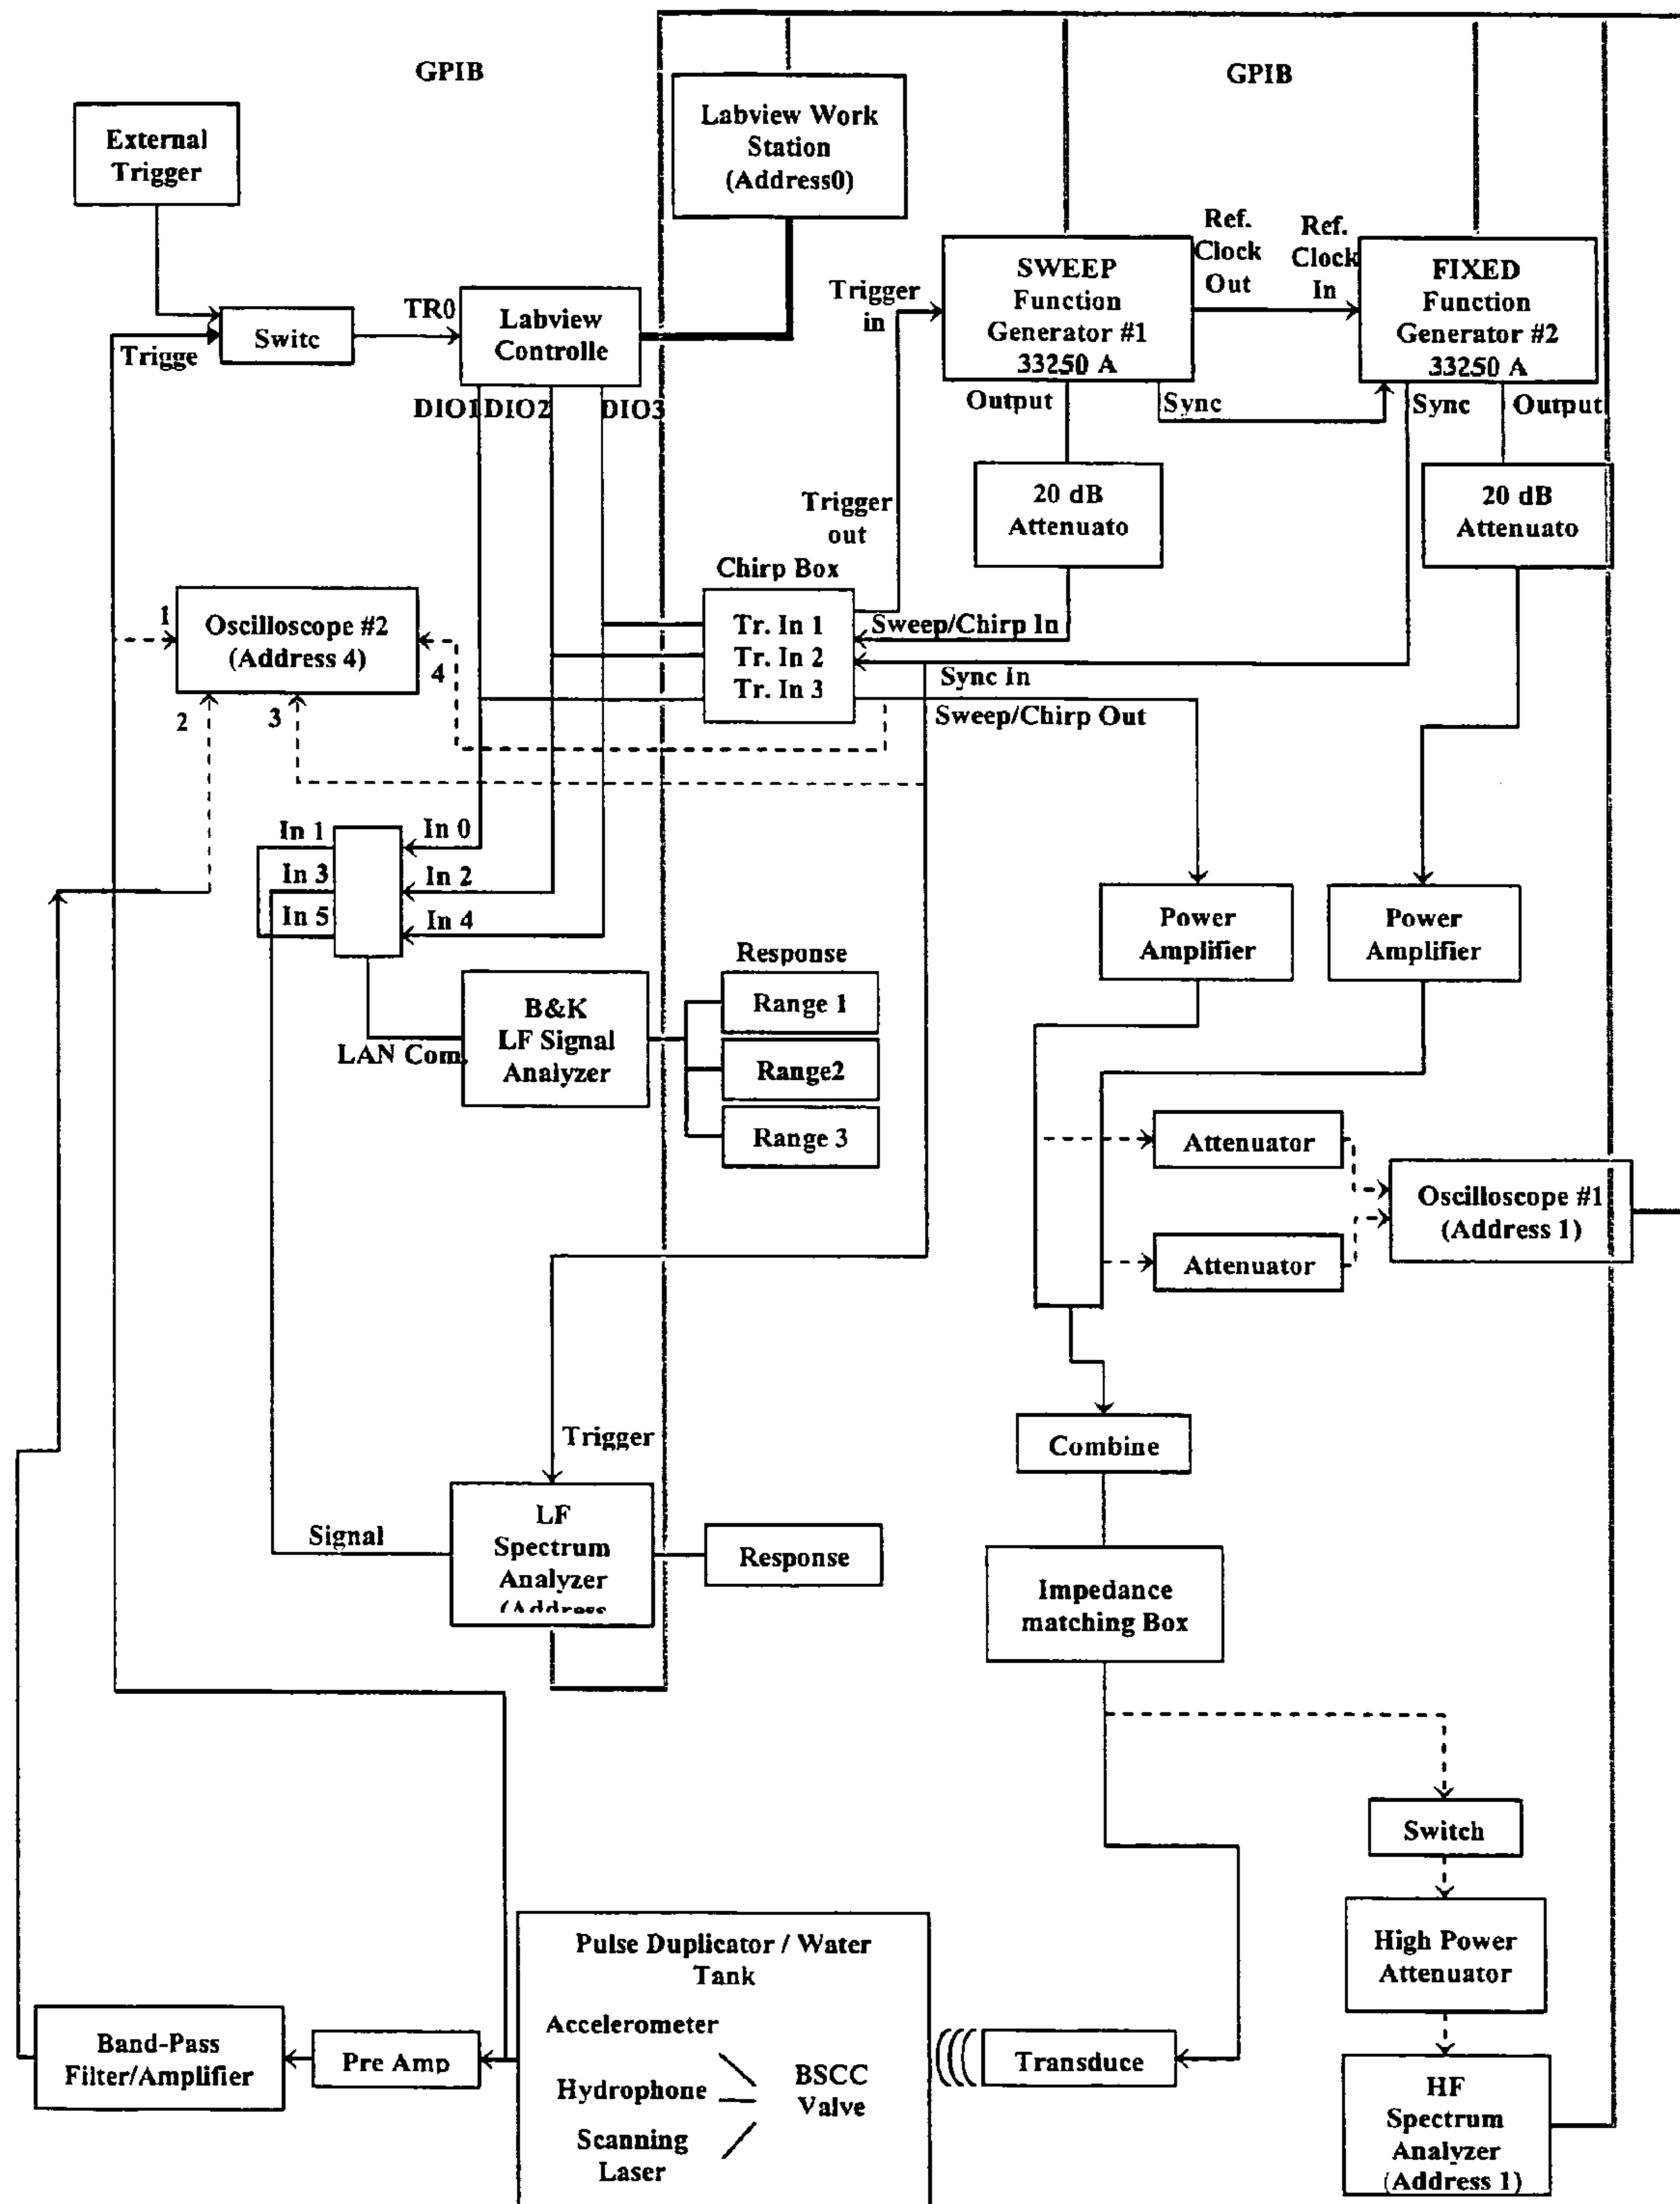 GPIB
GPIB
External
Trigger
Labview Work
Station
(Address0)
Switc
Trigge
TR0
Labview
Controlle
DIO1
DIO2
DIO3
Trigger
in
SWEEP
Function
Generator #1
33250 A
Ref.
Clock
Out
Ref.
Clock
In
FIXED
Function
Generator #2
33250 A
Output
Sync
Sync
Output
20 dB
Attenuato
20 dB
Attenuato
Trigger
out
Chirp Box
Tr. In 1
Tr. In 2
Tr. In 3
Sweep/Chirp In
Sync In
Sweep/Chirp Out
1
Oscilloscope #2
(Address 4)
4
2
3
In 1
In 0
In 3
In 2
In 5
In 4
Power
Amplifier
Power
Amplifier
LAN Com.
B&K
LF Signal
Analyzer
Response
Range 1
Range2
Range 3
Attenuator
Attenuator
Oscilloscope #1
(Address 1)
Combine
Trigger
Signal
LF
Spectrum
Analyzer
(Address
Response
Impedance
matching Box
Switch
High Power
Attenuator
HF
Spectrum
Analyzer
(Address 1)
Pulse Duplicator / Water
Tank
Accelerometer
Hydrophone
Scanning
Laser
BSCC
Valve
Transduce
Pre Amp
Band-Pass
Filter/Amplifier